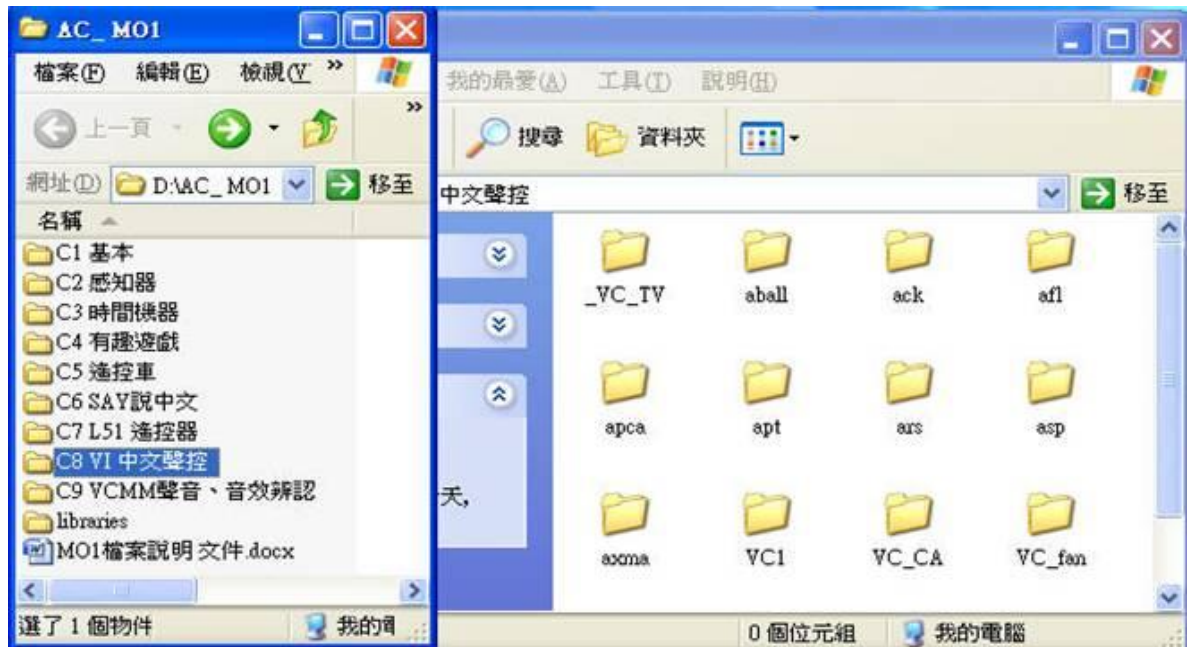 AC_ MO1
檔案(F) 編輯(E) 檢視(V »
上一頁 »
網址(D) D:\AC_ MO1 移至
名稱
C1 基本
C2 感知器
C3 時間機器
C4 有趣遊戲
C5 遙控車
C6 SAY說中文
C7 L51 遙控器
C8 VI 中文聲控
C9 VCMM聲音、音效辨認
libraries
MO1檔案說明 文件.docx
選了 1 個物件 我的
我的最愛(A) 工具(T) 說明(H)
搜尋 資料夾
中文聲控 移至
_VC_TV aball ack afl
apca apt ars asp
天,
axma VC1 VC_CA VC_fan
0 個位元組 我的電腦